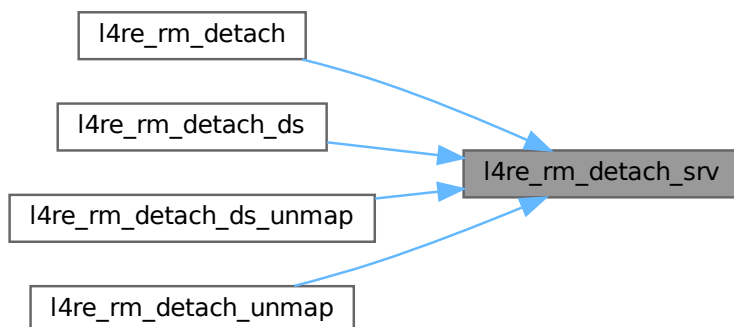 l4re_rm_detach
l4re_rm_detach_ds
l4re_rm_detach_srv
l4re_rm_detach_ds_unmap
l4re_rm_detach_unmap